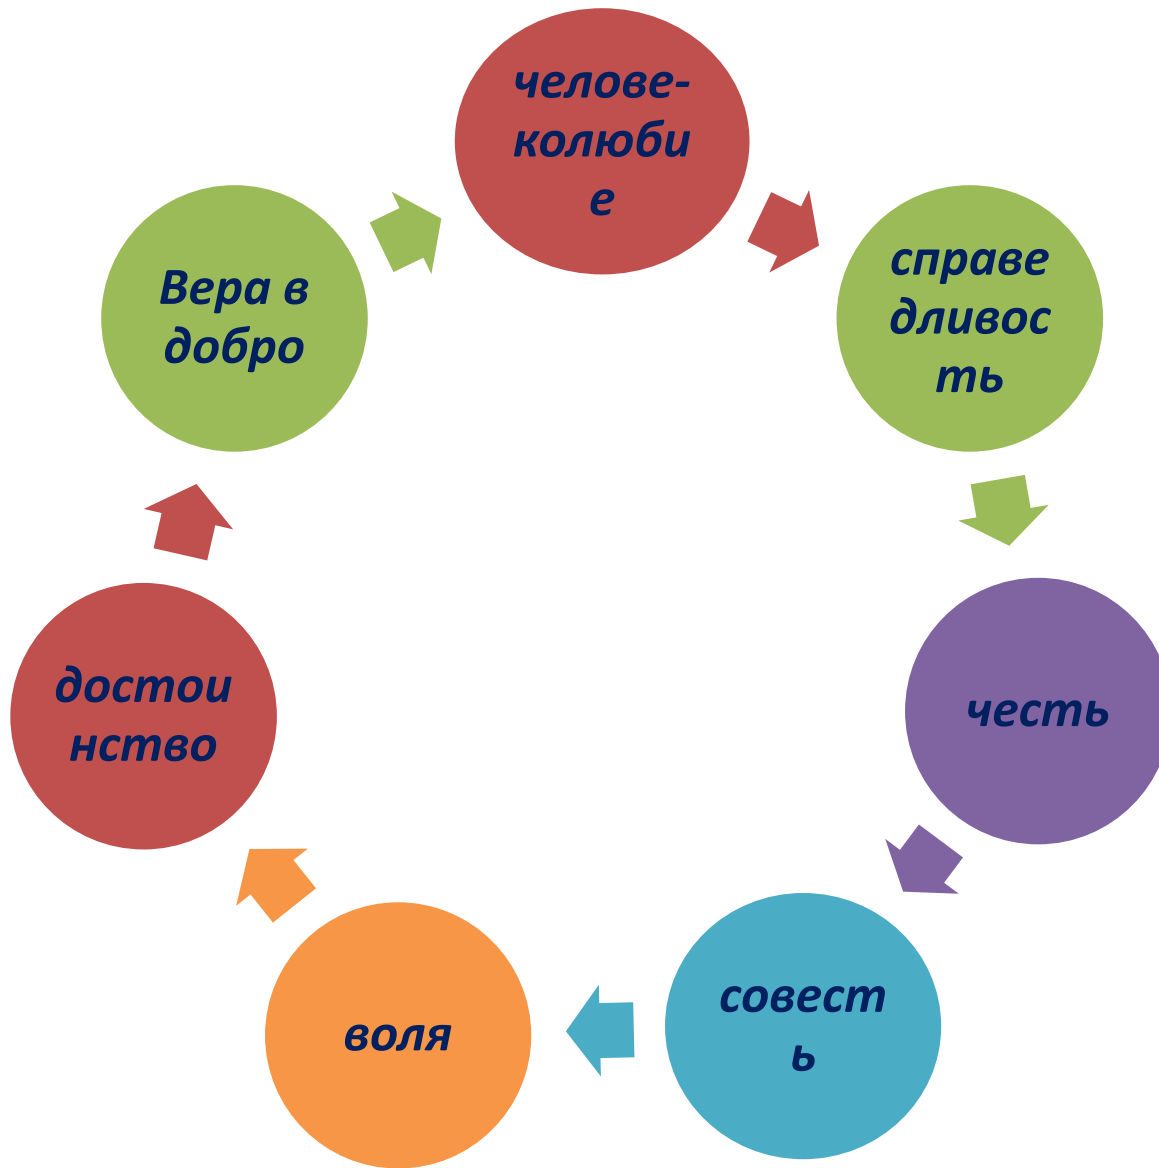 челове-
колюби
е
справе
дливос
ть
честь
совест
ь
воля
достои
нство
Вера в
добро